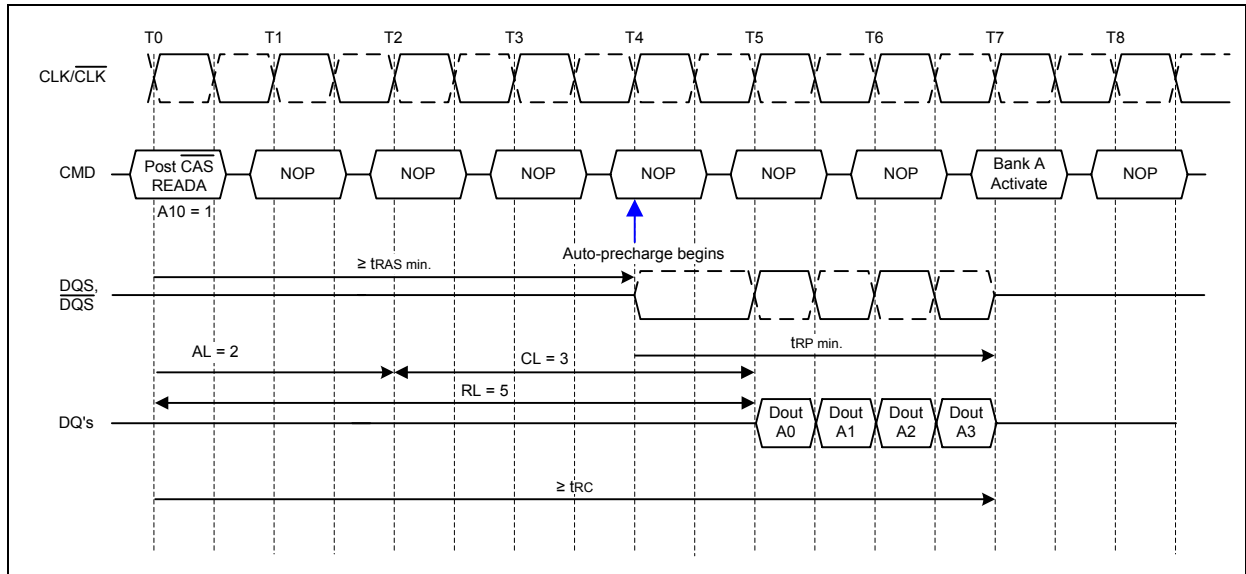 T0 T1 T2 T3 T4 T5 T6 T7 T8
CLK/CLK
CMD
Post CAS
READA
NOP NOP NOP NOP NOP NOP
Bank A
Activate
NOP
A10 = 1
Auto-precharge begins
≥ tRAS min.
DQS,
DQS
tRP min.
AL = 2
CL = 3
RL = 5
DQ's
Dout
A0
Dout
A1
Dout
A2
Dout
A3
≥ tRC